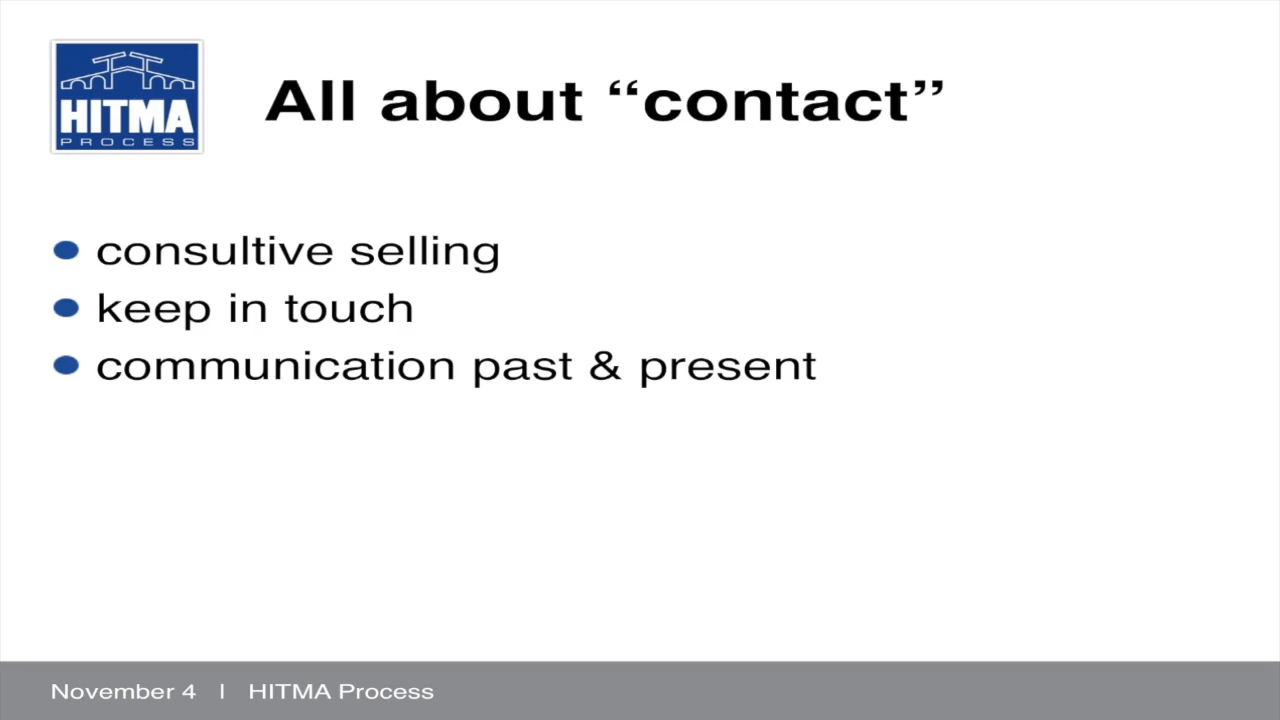 HITMA
PROCESS
All about “contact”
consultive selling
keep in touch
communication past & present
November 4 | HITMA Process